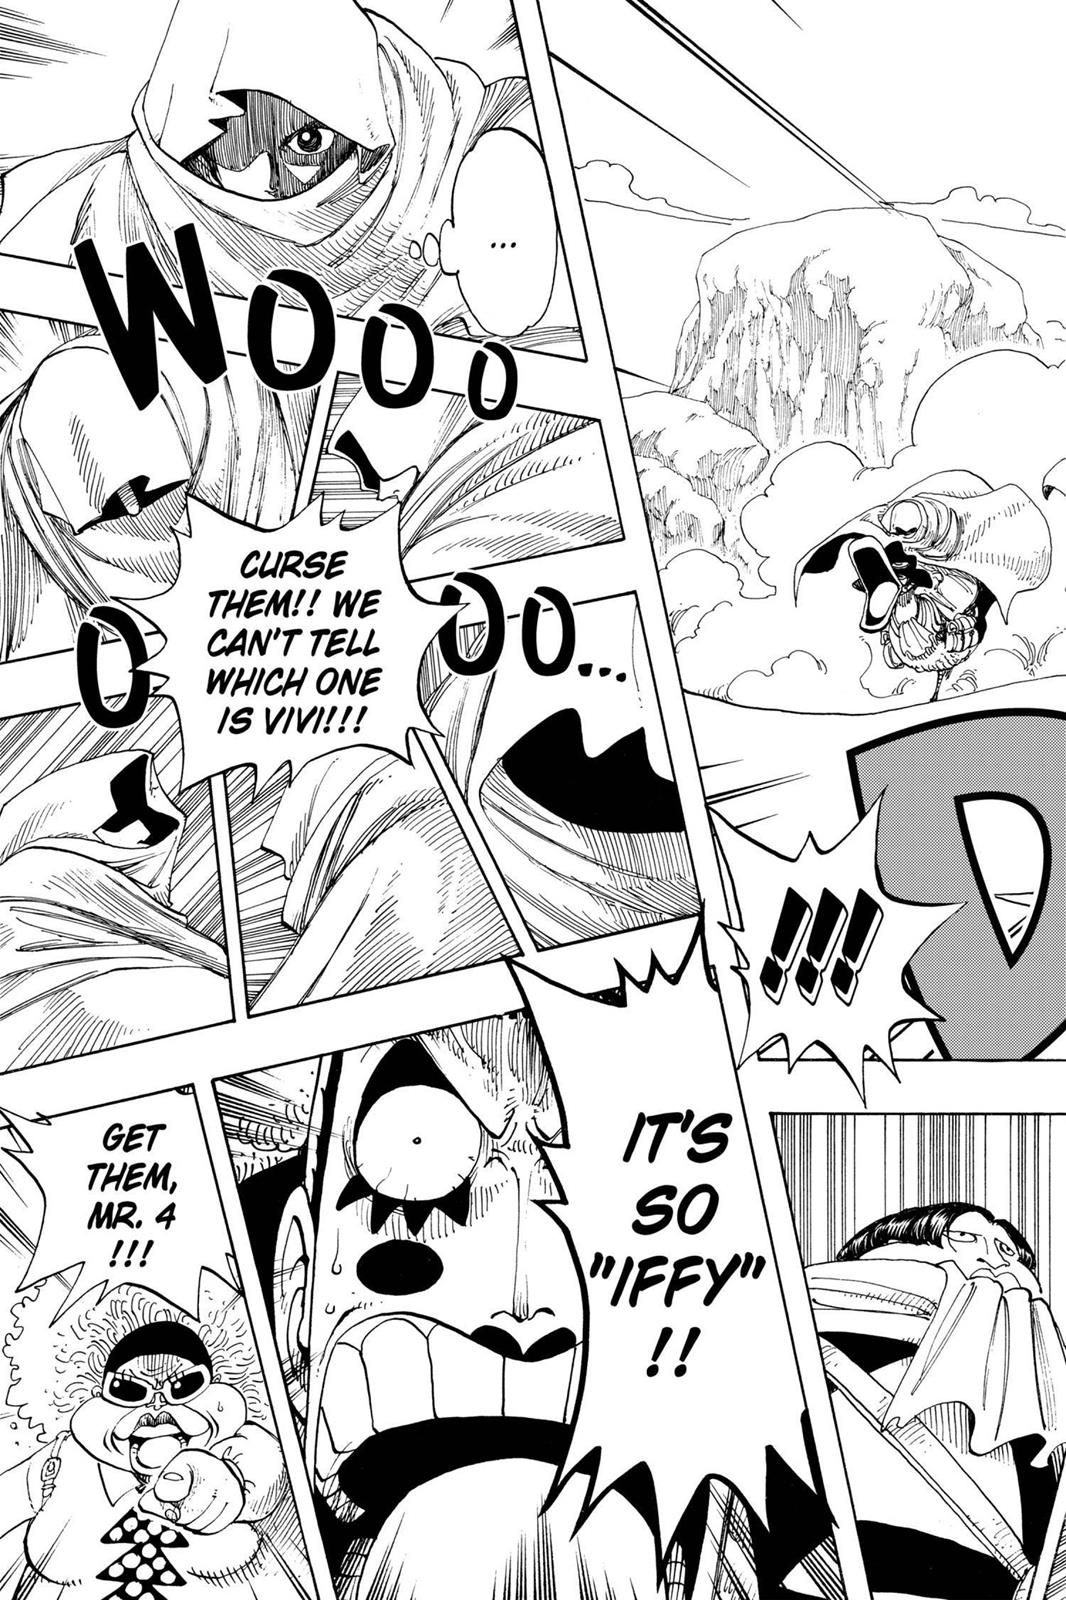 D
!!!
...
WOOO
O
OO...
CURSE
THEM!! WE
CAN'T TELL
WHICH ONE
IS VIVI!!!
IT'S
SO
"IFFY"
!!
GET
THEM,
MR. 4
!!!